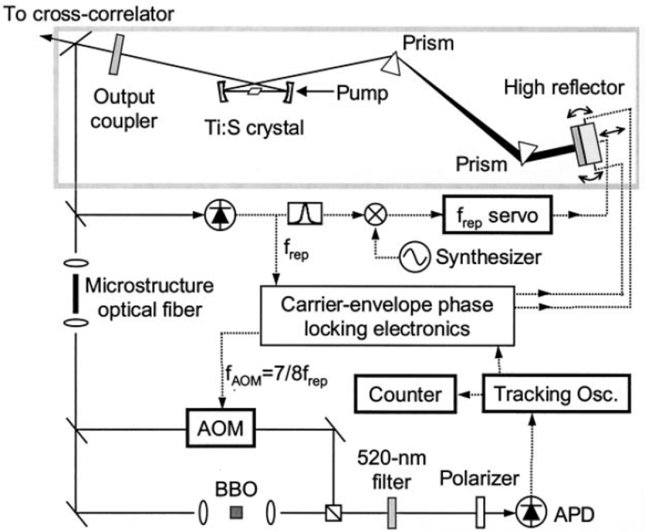 To cross-correlator
Prism
High reflector
Output
coupler
Pump
Ti:S crystal
Prism
f_rep servo
f_rep
Synthesizer
Microstructure
optical fiber
Carrier-envelope phase
locking electronics
f_AOM=7/8f_rep
Counter
Tracking Osc.
AOM
520-nm
filter
Polarizer
BBO
APD